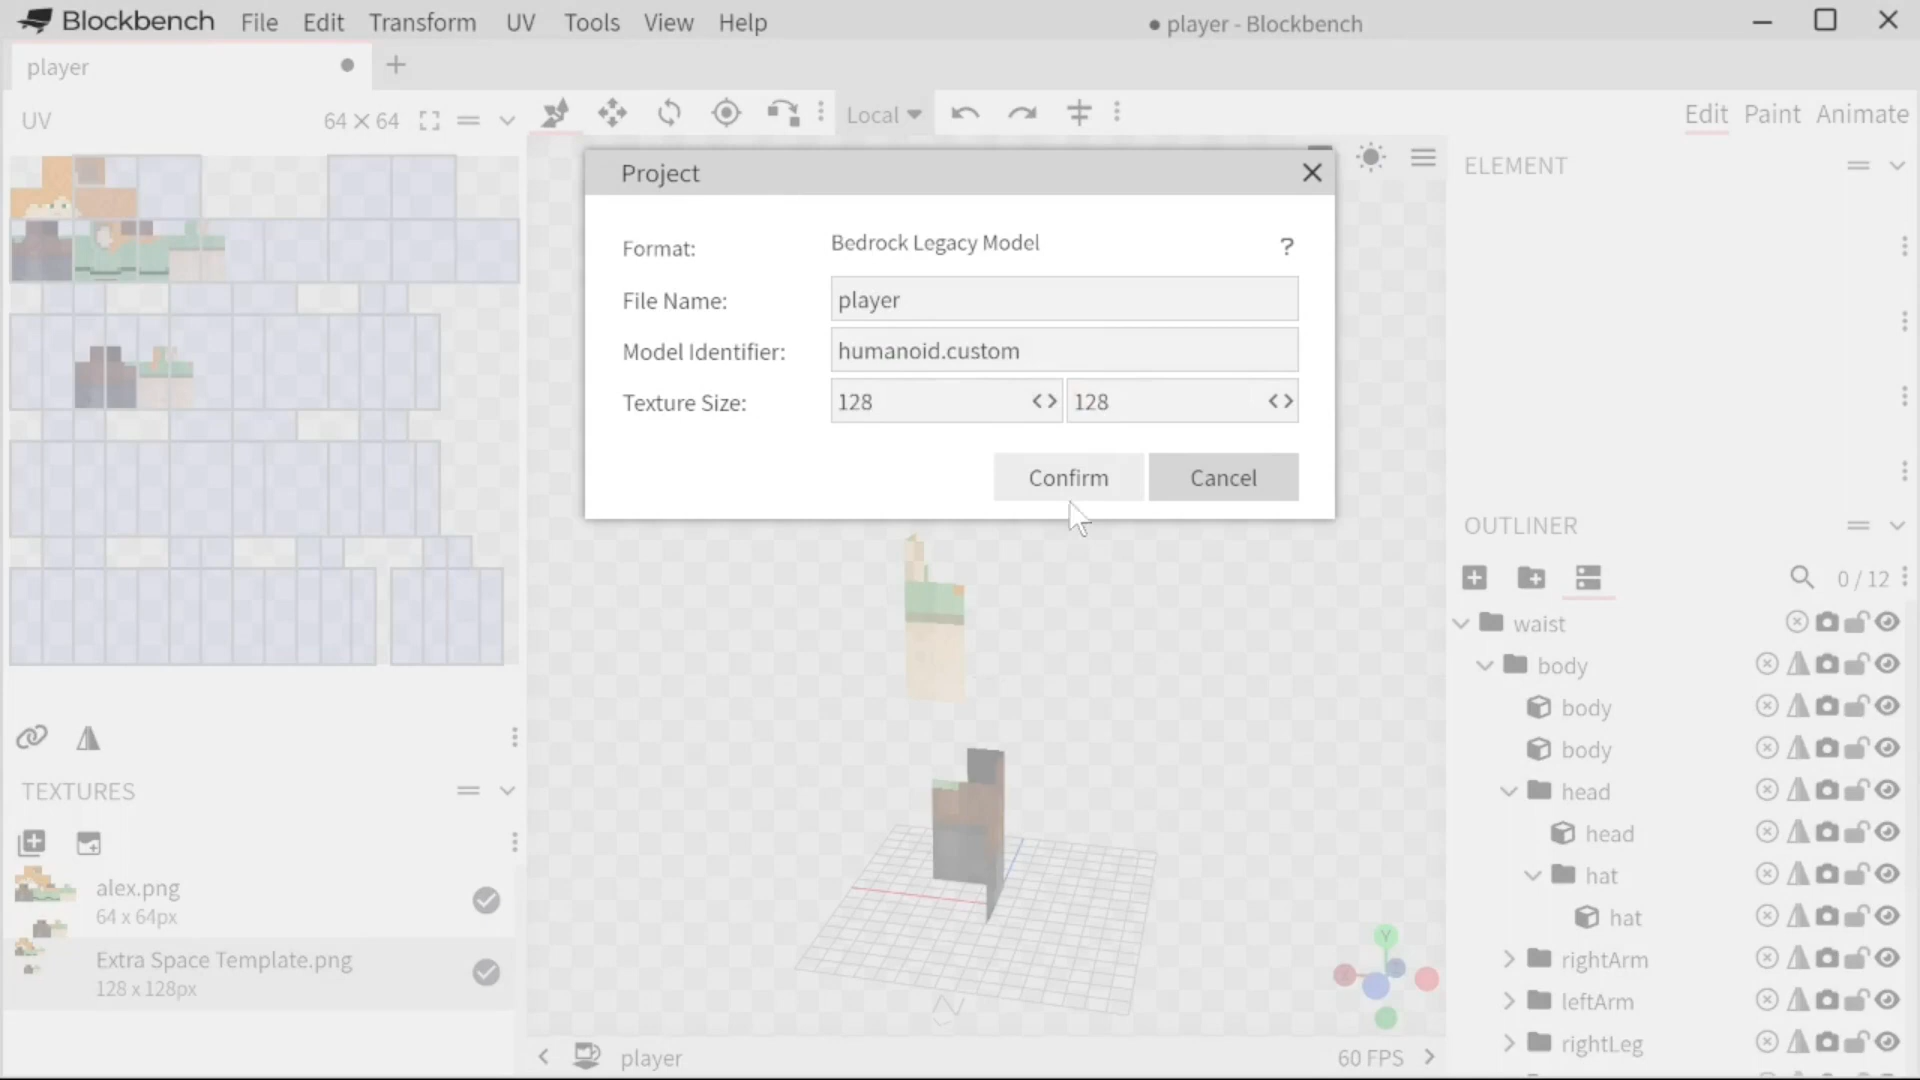 Blockbench File Edit Transform UV Tools View Help
● player - Blockbench
player
UV 64 × 64
Local
Edit Paint Animate
Project
Format: Bedrock Legacy Model ?
File Name: player
Model Identifier: humanoid.custom
Texture Size: 128 128
Confirm Cancel
ELEMENT
OUTLINER
0 / 12
waist
body
body
body
head
head
hat
hat
rightArm
leftArm
rightLeg
TEXTURES
alex.png
64 x 64px
Extra Space Template.png
128 x 128px
Y
player
60 FPS